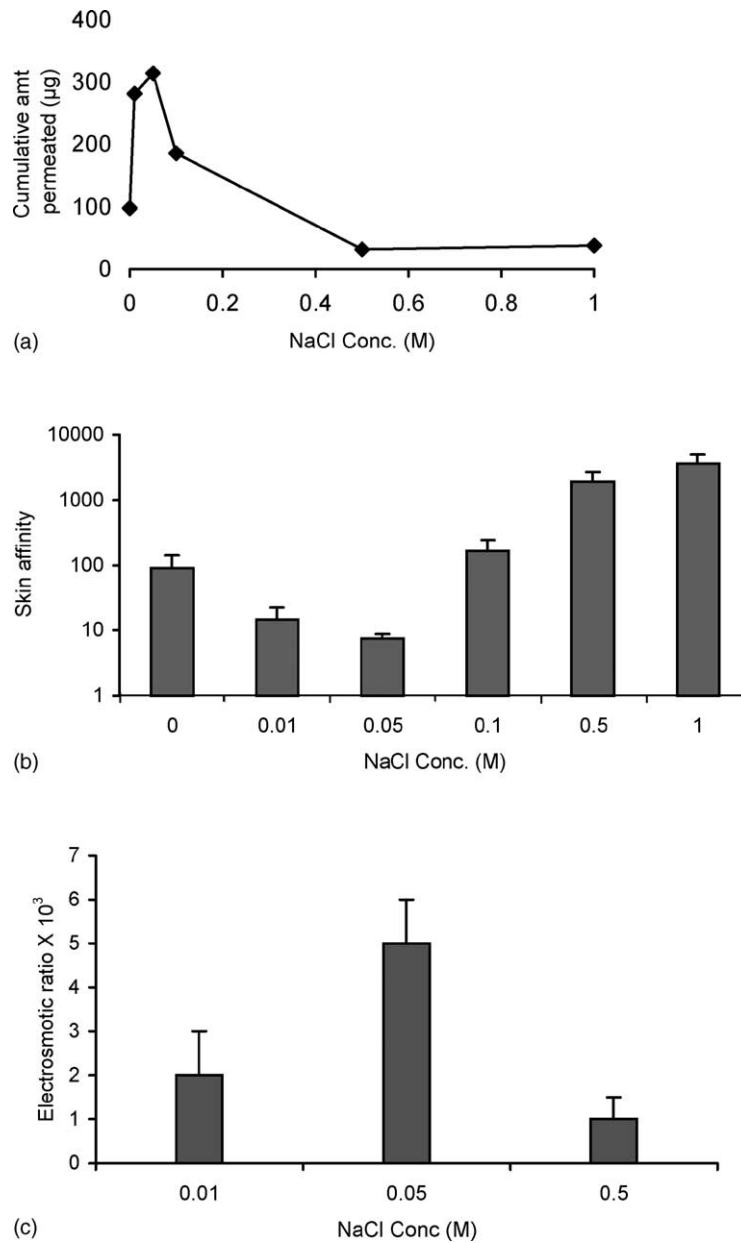 400
300
200
100
0
Cumulative amt
permeated (µg)
0 0.2 0.4 0.6 0.8 1
NaCl Conc. (M)
(a)
10000
1000
100
10
1
Skin affinity
0 0.01 0.05 0.1 0.5 1
NaCl Conc. (M)
(b)
7
6
5
4
3
2
1
0
Electrosmotic ratio X 10³
0.01 0.05 0.5
NaCl Conc (M)
(c)